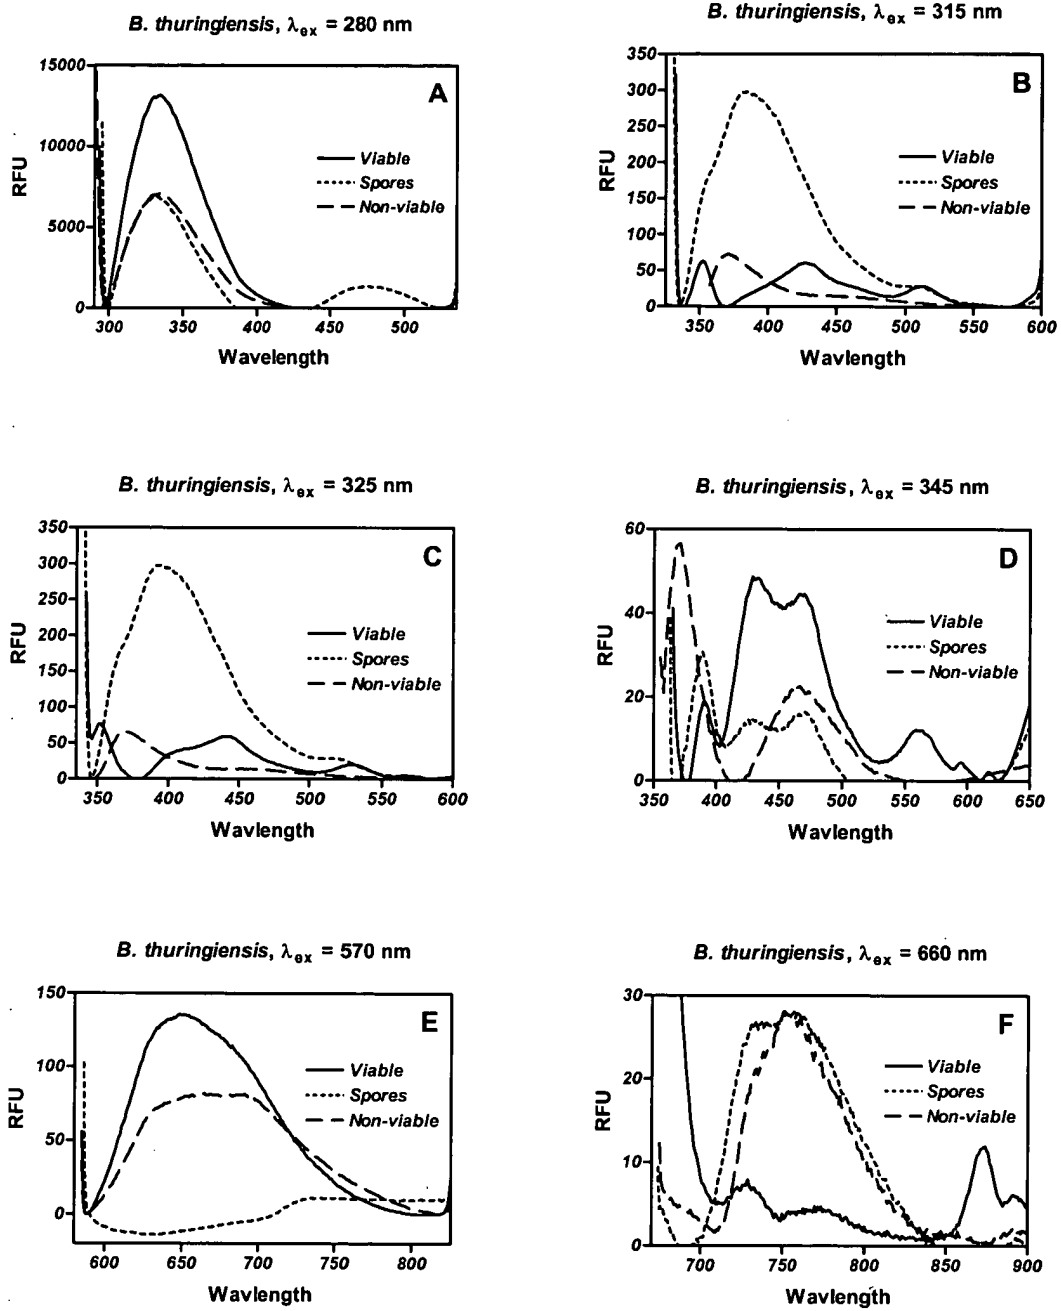 B. thuringiensis, λex = 280 nm
A
15000
10000
5000
0
RFU
Viable
Spores
Non-viable
300 350 400 450 500
Wavelength
B. thuringiensis, λex = 315 nm
B
350
300
250
200
150
100
50
0
RFU
Viable
Spores
Non-viable
350 400 450 500 550 600
Wavlength
B. thuringiensis, λex = 325 nm
C
350
300
250
200
150
100
50
0
RFU
Viable
Spores
Non-viable
350 400 450 500 550 600
Wavlength
B. thuringiensis, λex = 345 nm
D
60
40
20
0
RFU
Viable
Spores
Non-viable
350 400 450 500 550 600 650
Wavlength
B. thuringiensis, λex = 570 nm
E
150
100
50
0
RFU
Viable
Spores
Non-viable
600 650 700 750 800
Wavlength
B. thuringiensis, λex = 660 nm
F
30
20
10
0
RFU
Viable
Spores
Non-viable
700 750 800 850 900
Wavlength